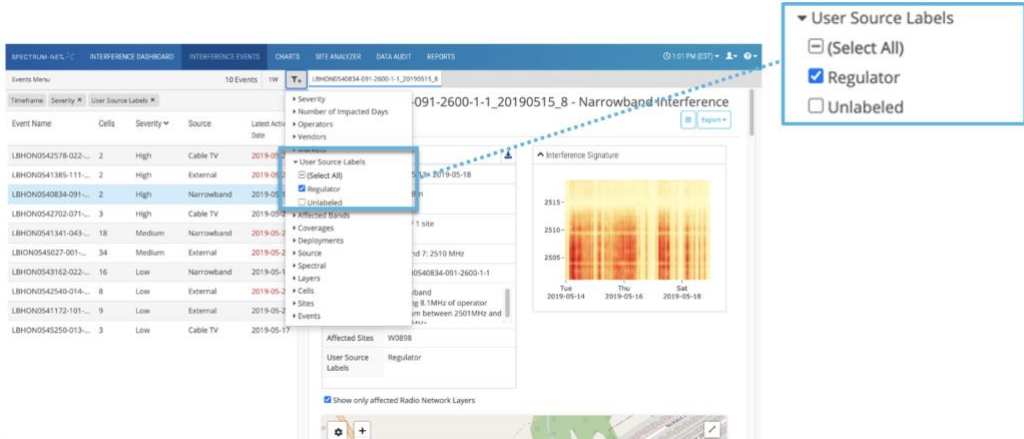 User Source Labels
(Select All)
Regulator
Unlabeled
SPECTRUM-NET
INTERFERENCE DASHBOARD
INTERFERENCE EVENTS
CHARTS
SITE ANALYZER
DATA AUDIT
REPORTS
1:01 PM (EST)
Events Menu
10 Events
1W
LBHON0540834-091-2600-1-1_20190515_8
Timeframe Severity × User Source Labels ×
-091-2600-1-1_20190515_8 - Narrowband Interference
Export
Event Name Cells Severity Source Latest Activ
Date
LBHON0542578-022-... 2 High Cable TV 2019-05-2
LBHON0541385-111-... 2 High External 2019-05-2
LBHON0540834-091-... 2 High Narrowband 2019-05-1
LBHON0542702-071-... 3 High Cable TV 2019-05-2
LBHON0541341-043-... 18 Medium Narrowband 2019-05-2
LBION0545027-001-... 34 Medium External 2019-05-2
LBHON0543162-022-... 16 Low Narrowband 2019-05-1
LBHON0542540-014-... 8 Low External 2019-05-2
LBHON0541172-101-... 9 Low External 2019-05-2
LBHON0545250-013-... 3 Low Cable TV 2019-05-17
Severity
Number of Impacted Days
Operators
Vendors
User Source Labels
(Select All)
Regulator
Unlabeled
Affected Bands
Coverages
Deployments
Source
Spectral
Layers
Cells
Sites
Events
2019-05-18
1 site
nd 7: 2510 MHz
0540834-091-2600-1-1
band
ng 8.1MHz of operator
um between 2501MHz and
Affected Sites W0898
User Source
Labels
Regulator
Show only affected Radio Network Layers
Interference Signature
2515-
2510-
2505-
Tue Thu Sat
2019-05-14 2019-05-16 2019-05-18